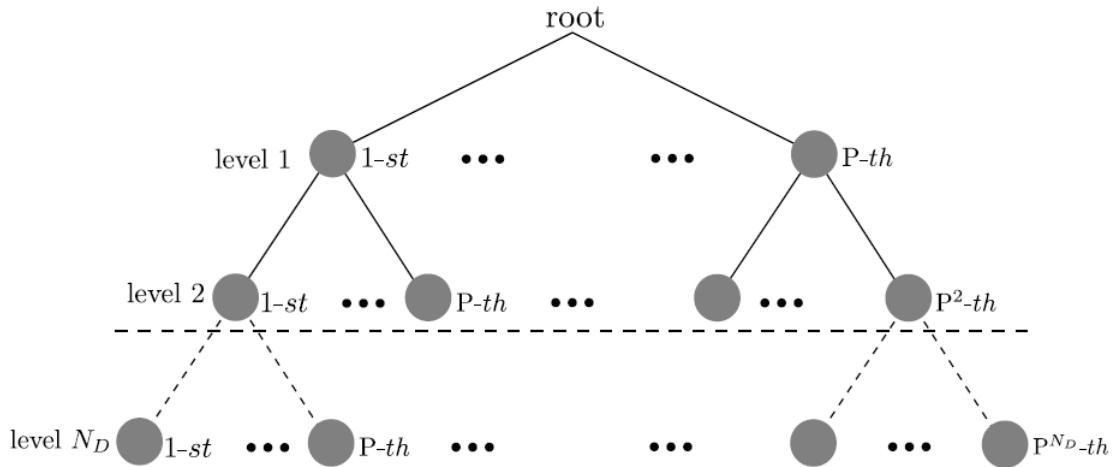 root
level 1 1-st ••• ••• P-th
level 2 1-st ••• P-th ••• ••• P²-th
level N_D 1-st ••• P-th ••• ••• ••• P^{N_D}-th